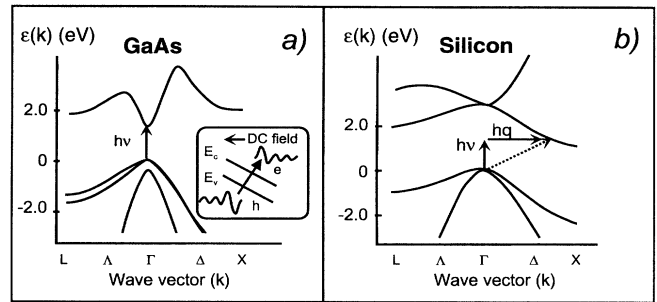 ε(k) (eV)
GaAs
a)
2.0
0
-2.0
hν
DC field
E_c
E_v
e
h
L Λ Γ Δ X
Wave vector (k)
ε(k) (eV)
Silicon
b)
2.0
0
-2.0
hν
hq
L Λ Γ Δ X
Wave vector (k)